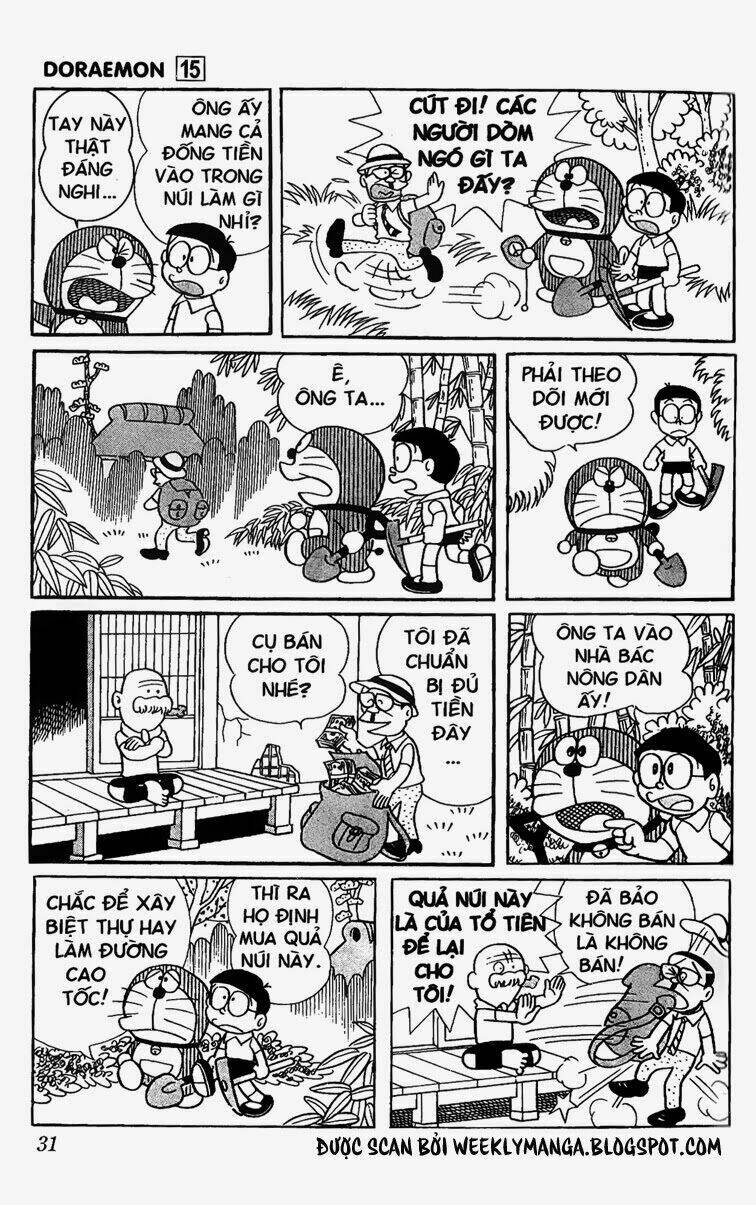 DORAEMON 15
TAY NÀY
THẬT
ĐÁNG
NGHI...
ÔNG ẤY
MANG CẢ
ĐỐNG TIỀN
VÀO TRONG
NÚI LÀM GÌ
NHỈ?
CÚT ĐI! CÁC
NGƯỜI DÒM
NGÓ GÌ TA
ĐẤY?
Ê,
ÔNG TA...
PHẢI THEO
DÕI MỚI
ĐƯỢC!
CỤ BÁN
CHO TÔI
NHÉ?
TÔI ĐÃ
CHUẨN
BỊ ĐỦ
TIỀN
ĐÂY
...
ÔNG TA VÀO
NHÀ BÁC
NÔNG DÂN
ẤY!
CHẮC ĐỂ XÂY
BIỆT THỰ HAY
LÀM ĐƯỜNG
CAO
TỐC!
THÌ RA
HỌ ĐỊNH
MUA QUẢ
NÚI NÀY.
QUẢ NÚI NÀY
LÀ CỦA TỔ TIÊN
ĐỂ LẠI
CHO
TÔI!
ĐÃ BẢO
KHÔNG BÁN
LÀ KHÔNG
BÁN!
31
ĐƯỢC SCAN BỞI WEEKLYMANGA.BLOGSPOT.COM